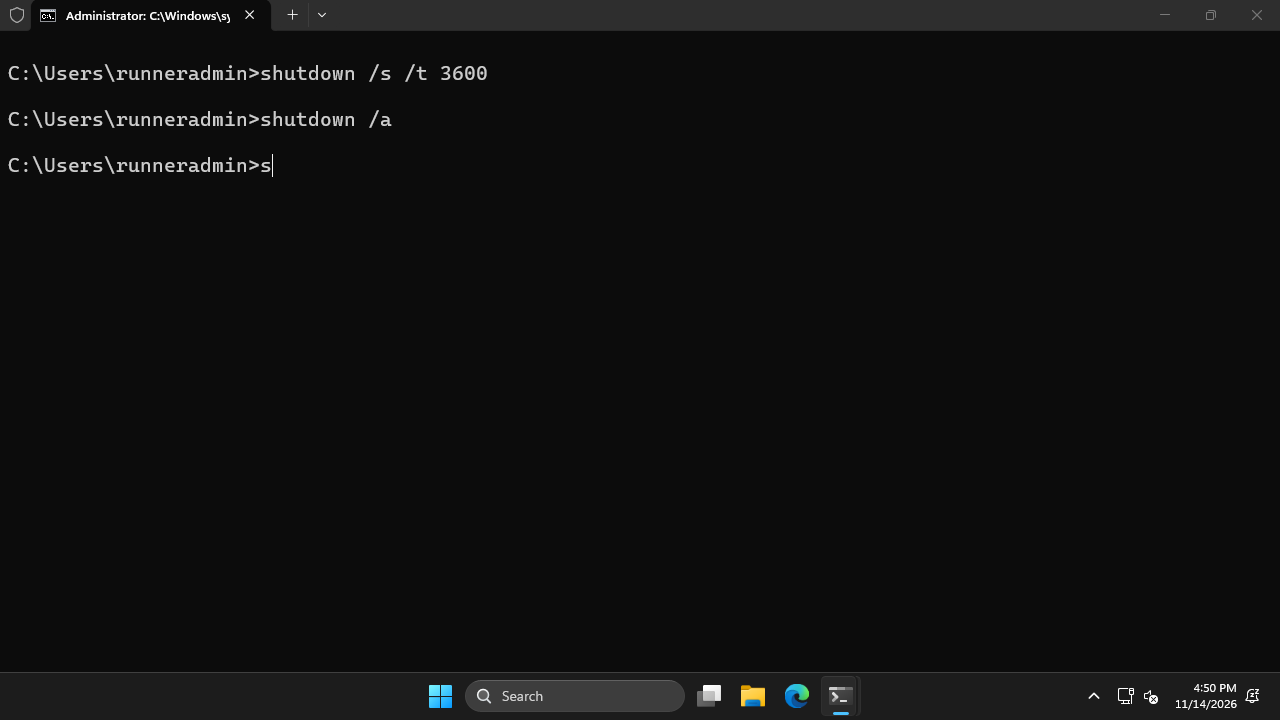 Administrator: C:\Windows\sy
C:\Users\runneradmin>shutdown /s /t 3600
C:\Users\runneradmin>shutdown /a
C:\Users\runneradmin>s
Search
4:50 PM
11/14/2026